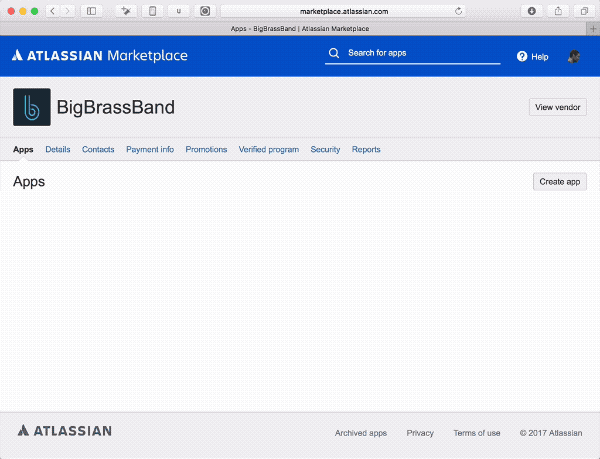 marketplace.atlassian.com
Apps - BigBrassBand | Atlassian Marketplace
ATLASSIAN Marketplace
Search for apps
Help
BigBrassBand
View vendor
Apps Details Contacts Payment info Promotions Verified program Security Reports
Apps
Create app
ATLASSIAN
Archived apps Privacy Terms of use © 2017 Atlassian